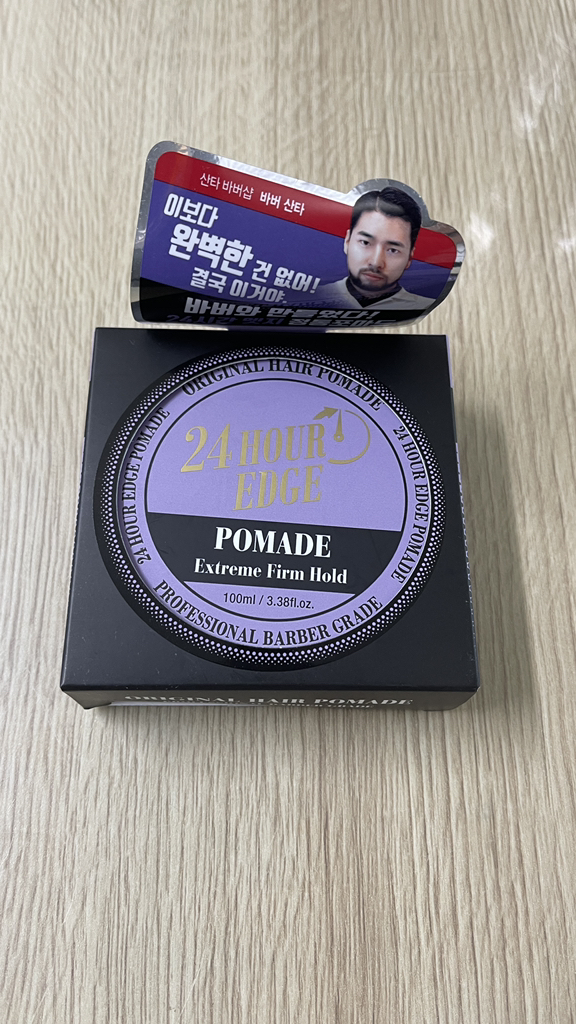 산타 바버샵 바버 산타
이보다
완벽한 건 없어!
결국 이거야.
바버와 만들었다!
ORIGINAL HAIR POMADE
24 HOUR EDGE POMADE
24 HOUR EDGE POMADE
24 HOUR
EDGE
POMADE
Extreme Firm Hold
100ml / 3.38fl.oz.
PROFESSIONAL BARBER GRADE
ORIGINAL HAIR POMADE